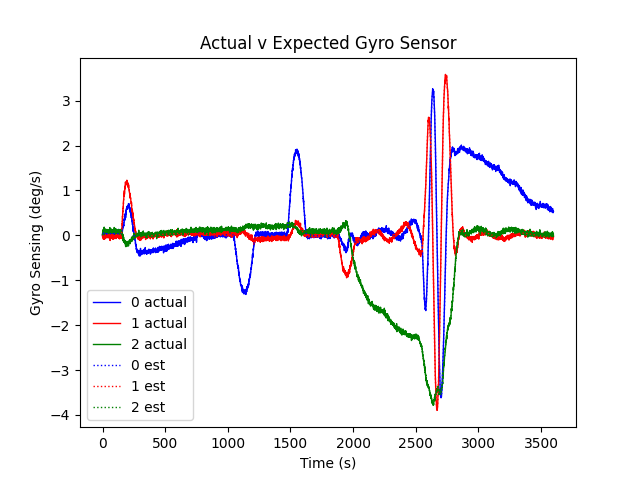 Actual v Expected Gyro Sensor
Gyro Sensing (deg/s)
3
2
1
0
−1
−2
−3
−4
0 actual
1 actual
2 actual
0 est
1 est
2 est
0 500 1000 1500 2000 2500 3000 3500
Time (s)